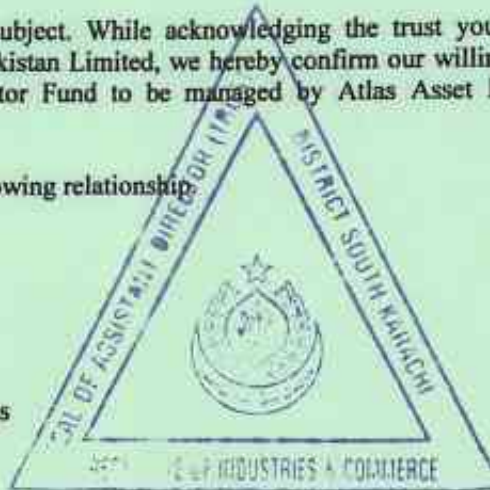 subject. While acknowledging the trust you
kistan Limited, we hereby confirm our willin
tor Fund to be managed by Atlas Asset
owing relationship.
s
OF ASSISTANT DIRECTOR
DISTRICT SOUTH KARACHI
INDUSTRIES & COMMERCE